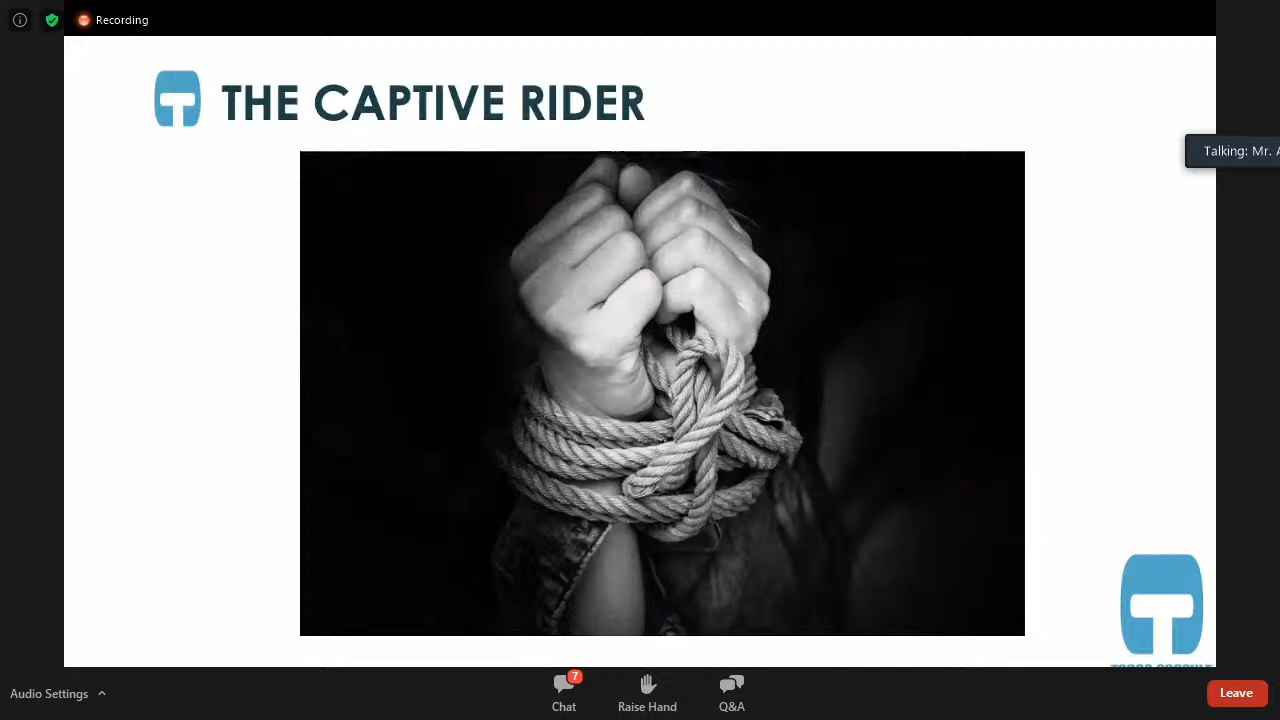 Recording
THE CAPTIVE RIDER
Talking: Mr.
Audio Settings
7
Chat
Raise Hand
Q&A
Leave